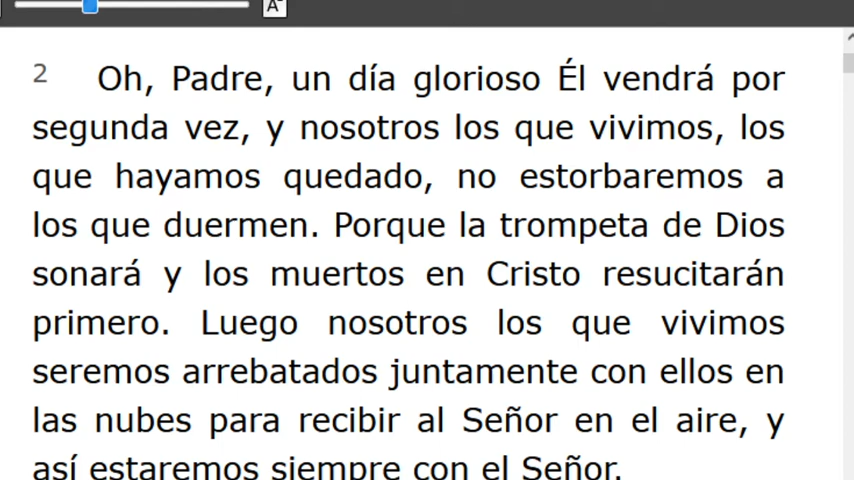 A
2 Oh, Padre, un día glorioso Él vendrá por
segunda vez, y nosotros los que vivimos, los
que hayamos quedado, no estorbaremos a
los que duermen. Porque la trompeta de Dios
sonará y los muertos en Cristo resucitarán
primero. Luego nosotros los que vivimos
seremos arrebatados juntamente con ellos en
las nubes para recibir al Señor en el aire, y
así estaremos siempre con el Señor.